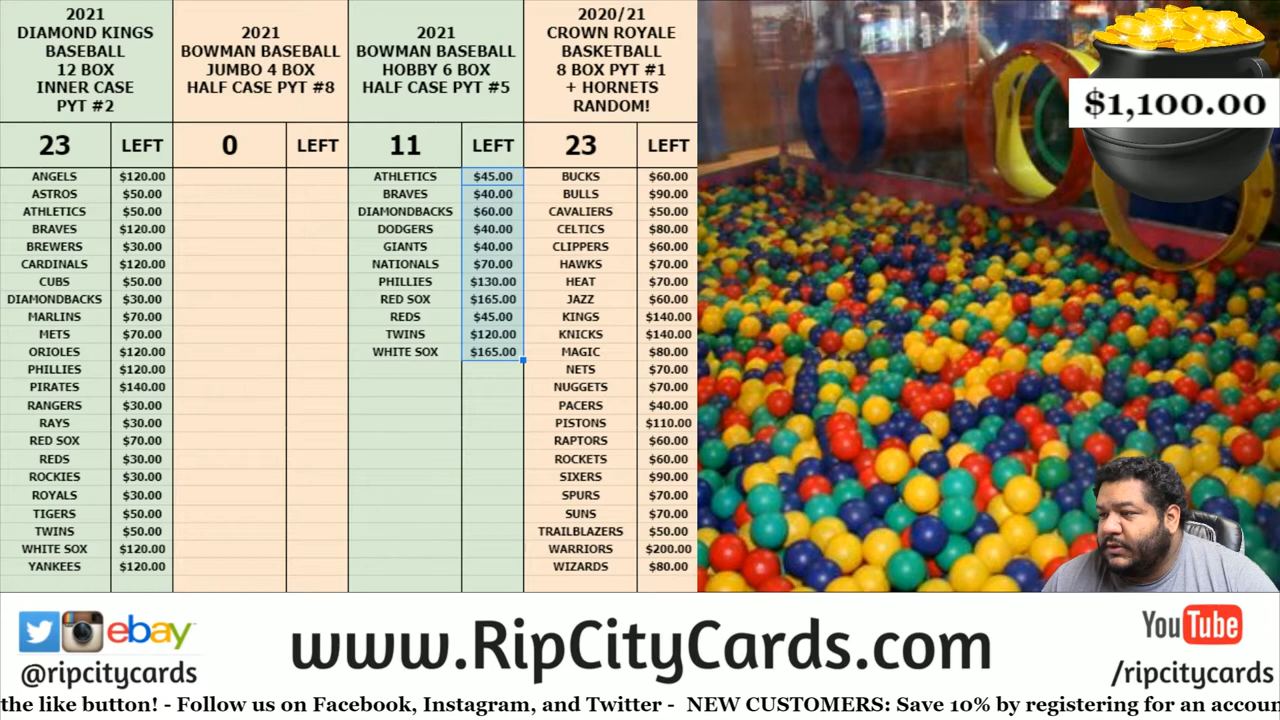 2021
DIAMOND KINGS
BASEBALL
12 BOX
INNER CASE
PYT #2
23 LEFT
ANGELS $120.00
ASTROS $50.00
ATHLETICS $50.00
BRAVES $120.00
BREWERS $30.00
CARDINALS $120.00
CUBS $50.00
DIAMONDBACKS $30.00
MARLINS $70.00
METS $70.00
ORIOLES $120.00
PHILLIES $120.00
PIRATES $140.00
RANGERS $30.00
RAYS $30.00
RED SOX $70.00
REDS $30.00
ROCKIES $30.00
ROYALS $30.00
TIGERS $50.00
TWINS $50.00
WHITE SOX $120.00
YANKEES $120.00
2021
BOWMAN BASEBALL
JUMBO 4 BOX
HALF CASE PYT #8
0 LEFT
2021
BOWMAN BASEBALL
HOBBY 6 BOX
HALF CASE PYT #5
11 LEFT
ATHLETICS $45.00
BRAVES $40.00
DIAMONDBACKS $60.00
DODGERS $40.00
GIANTS $40.00
NATIONALS $70.00
PHILLIES $130.00
RED SOX $165.00
REDS $45.00
TWINS $120.00
WHITE SOX $165.00
2020/21
CROWN ROYALE
BASKETBALL
8 BOX PYT #1
+ HORNETS
RANDOM!
23 LEFT
BUCKS $60.00
BULLS $90.00
CAVALIERS $50.00
CELTICS $80.00
CLIPPERS $60.00
HAWKS $70.00
HEAT $70.00
JAZZ $60.00
KINGS $140.00
KNICKS $140.00
MAGIC $80.00
NETS $70.00
NUGGETS $70.00
PACERS $40.00
PISTONS $110.00
RAPTORS $60.00
ROCKETS $60.00
SIXERS $90.00
SPURS $70.00
SUNS $70.00
TRAILBLAZERS $50.00
WARRIORS $200.00
WIZARDS $80.00
$1,100.00
ebay
@ripcitycards
www.RipCityCards.com
YouTube
/ripcitycards
the like button! - Follow us on Facebook, Instagram, and Twitter - NEW CUSTOMERS: Save 10% by registering for an accoun